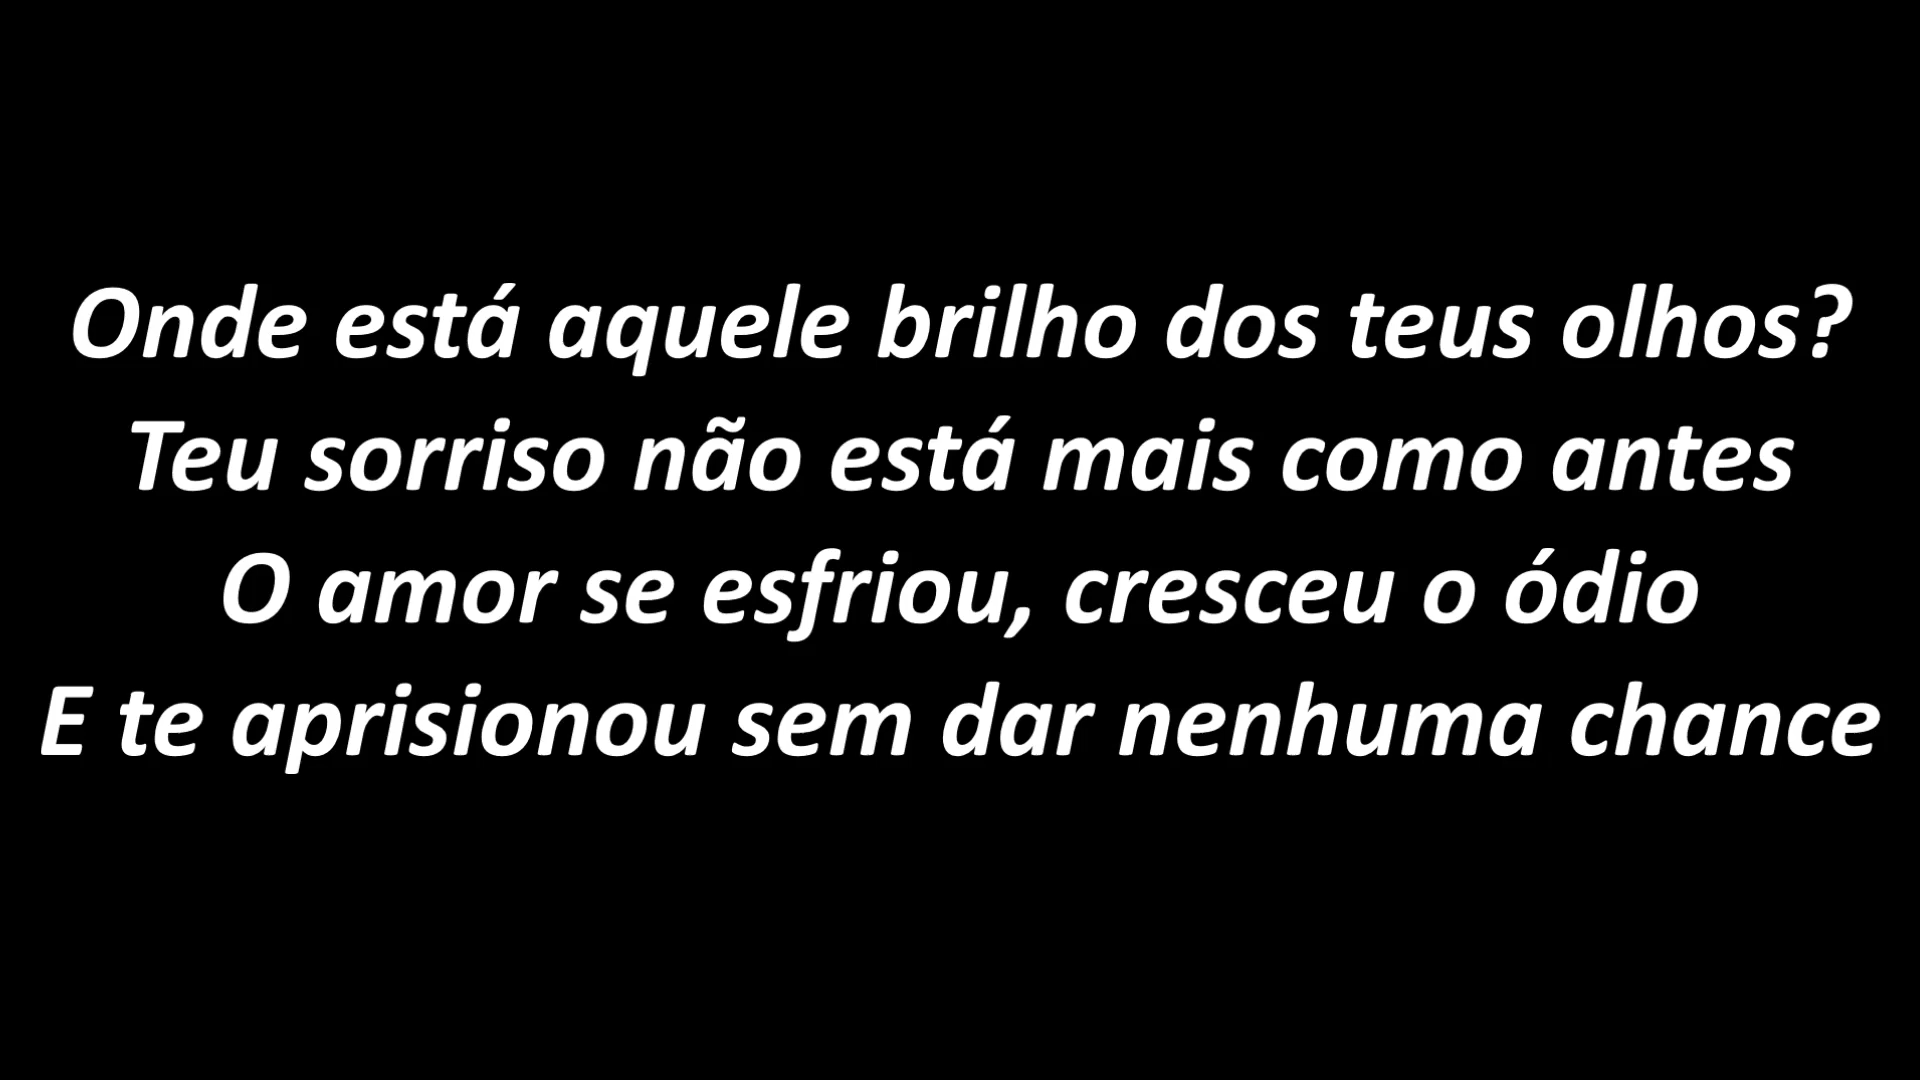 Onde está aquele brilho dos teus olhos?
Teu sorriso não está mais como antes
O amor se esfriou, cresceu o ódio
E te aprisionou sem dar nenhuma chance